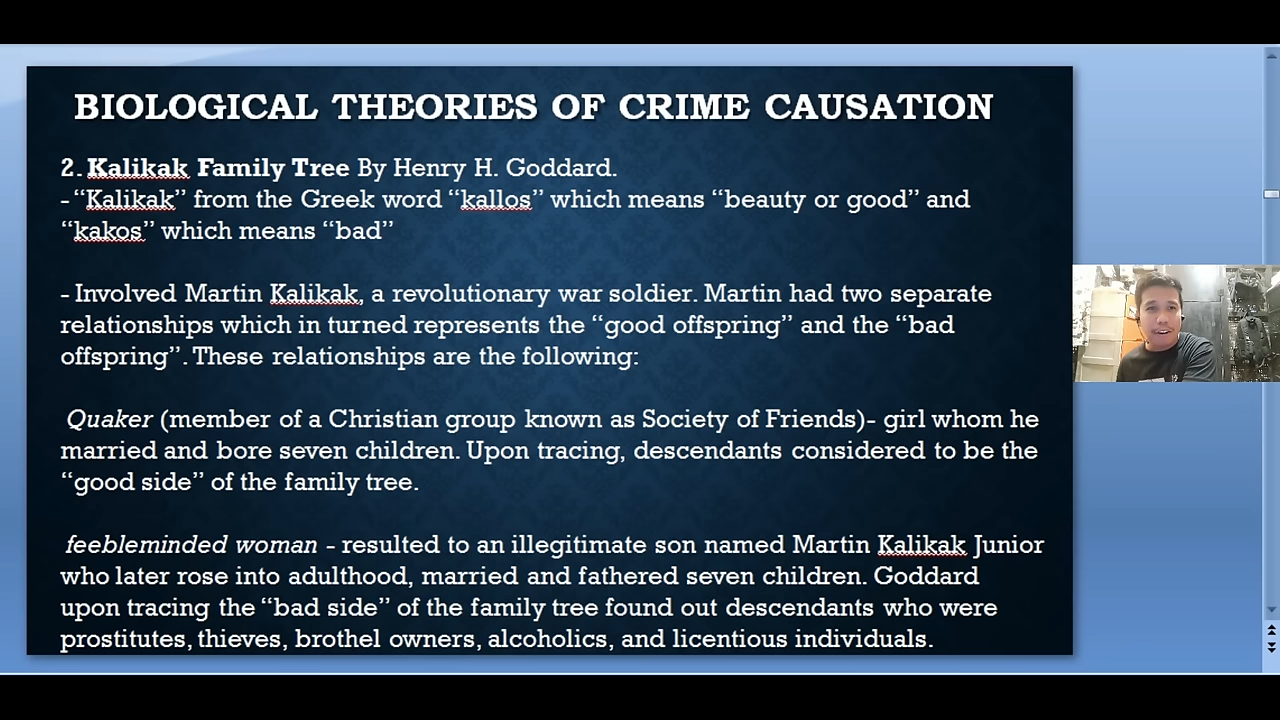 BIOLOGICAL THEORIES OF CRIME CAUSATION
2. Kalikak Family Tree By Henry H. Goddard.
- “Kalikak” from the Greek word “kallos” which means “beauty or good” and
“kakos” which means “bad”
- Involved Martin Kalikak, a revolutionary war soldier. Martin had two separate
relationships which in turned represents the “good offspring” and the “bad
offspring”. These relationships are the following:
Quaker (member of a Christian group known as Society of Friends)- girl whom he
married and bore seven children. Upon tracing, descendants considered to be the
“good side” of the family tree.
feebleminded woman - resulted to an illegitimate son named Martin Kalikak Junior
who later rose into adulthood, married and fathered seven children. Goddard
upon tracing the “bad side” of the family tree found out descendants who were
prostitutes, thieves, brothel owners, alcoholics, and licentious individuals.